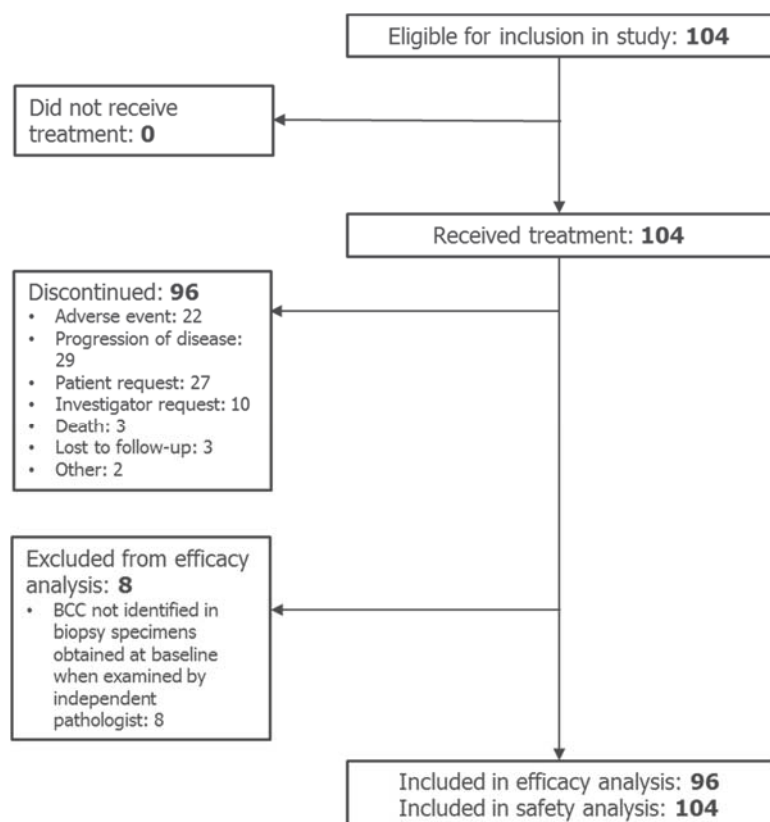 Eligible for inclusion in study: 104
Did not receive
treatment: 0
Received treatment: 104
Discontinued: 96
• Adverse event: 22
• Progression of disease:
29
• Patient request: 27
• Investigator request: 10
• Death: 3
• Lost to follow-up: 3
• Other: 2
Excluded from efficacy
analysis: 8
• BCC not identified in
biopsy specimens
obtained at baseline
when examined by
independent
pathologist: 8
Included in efficacy analysis: 96
Included in safety analysis: 104